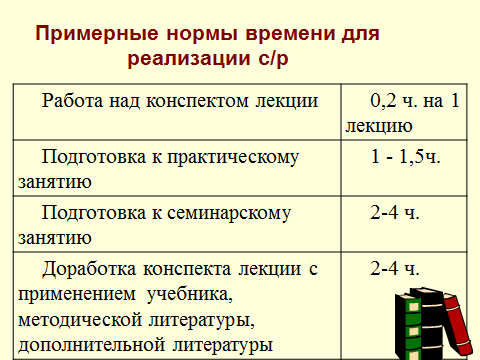 Примерные нормы времени для
реализации с/р
Работа над конспектом лекции
0,2 ч. на 1
лекцию
Подготовка к практическому
занятию
1 - 1,5ч.
Подготовка к семинарскому
занятию
2-4 ч.
Доработка конспекта лекции с
применением учебника,
методической литературы,
дополнительной литературы
2-4 ч.